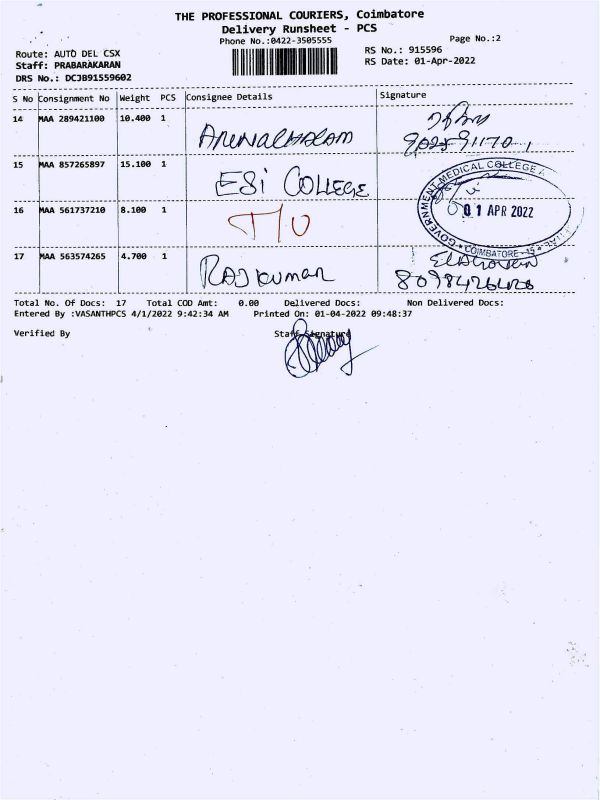 THE PROFESSIONAL COURIERS, Coimbatore
Delivery Runsheet - PCS
Phone No.:0422-3505555
Page No.:2
Route: AUTO DEL CSX
RS No.: 915596
Staff: PRABARAKARAN
RS Date: 01-Apr-2022
DRS No.: DCJB91559602
S No Consignment No Weight PCS Consignee Details Signature
14 MAA 289421100 10.400 1 ARUNACHALAM
15 MAA 857265897 15.100 1 ESi COLLEGE
GOVERNMENT MEDICAL COLLEGE
16 MAA 561737210 8.100 1 T/U
01 APR 2022
COIMBATORE - 15
17 MAA 563574265 4.700 1 RAJKUMAR
Total No. Of Docs: 17 Total COD Amt: 0.00 Delivered Docs: Non Delivered Docs:
Entered By :VASANTHPCS 4/1/2022 9:42:34 AM Printed On: 01-04-2022 09:48:37
Verified By Staff Signature